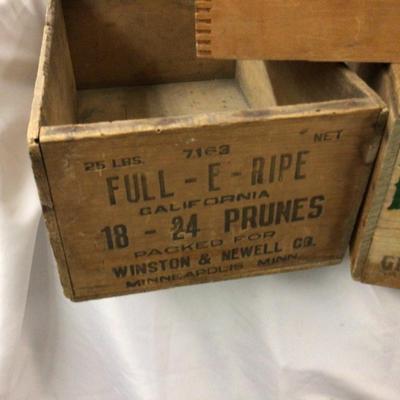 7163
25 LBS. NET
FULL-E-RIPE
CALIFORNIA
18 - 24 PRUNES
PACKED FOR
WINSTON & NEWELL CO.
MINNEAPOLIS MINN.